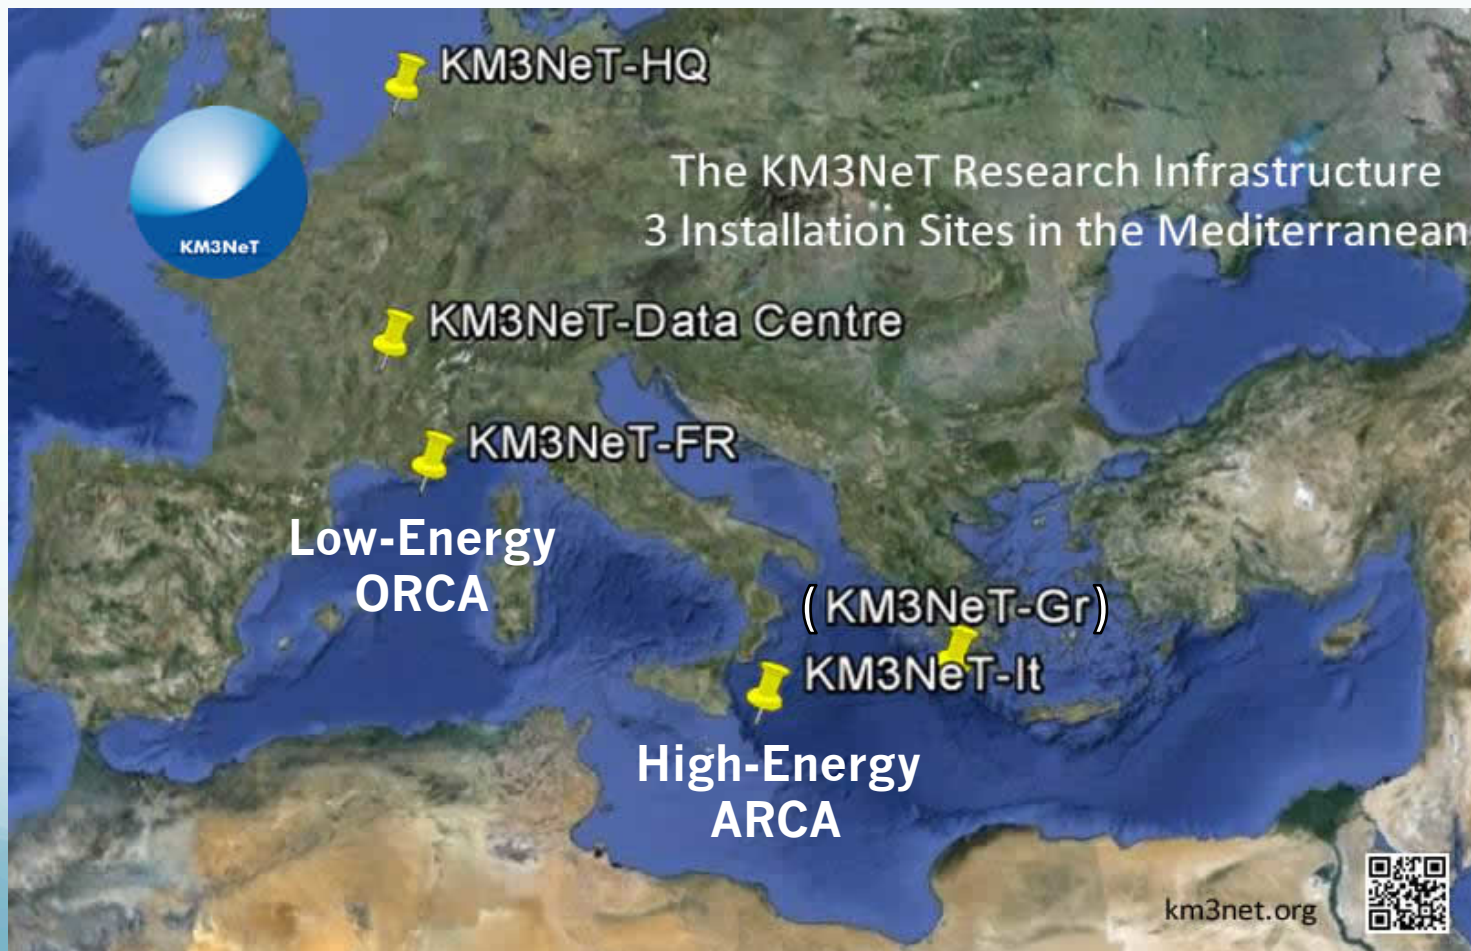 KM3NeT-HQ
The KM3NeT Research Infrastructure
3 Installation Sites in the Mediterranean
KM3NeT
KM3NeT-Data Centre
KM3NeT-FR
Low-Energy
ORCA
(KM3NeT-Gr)
KM3NeT-It
High-Energy
ARCA
km3net.org